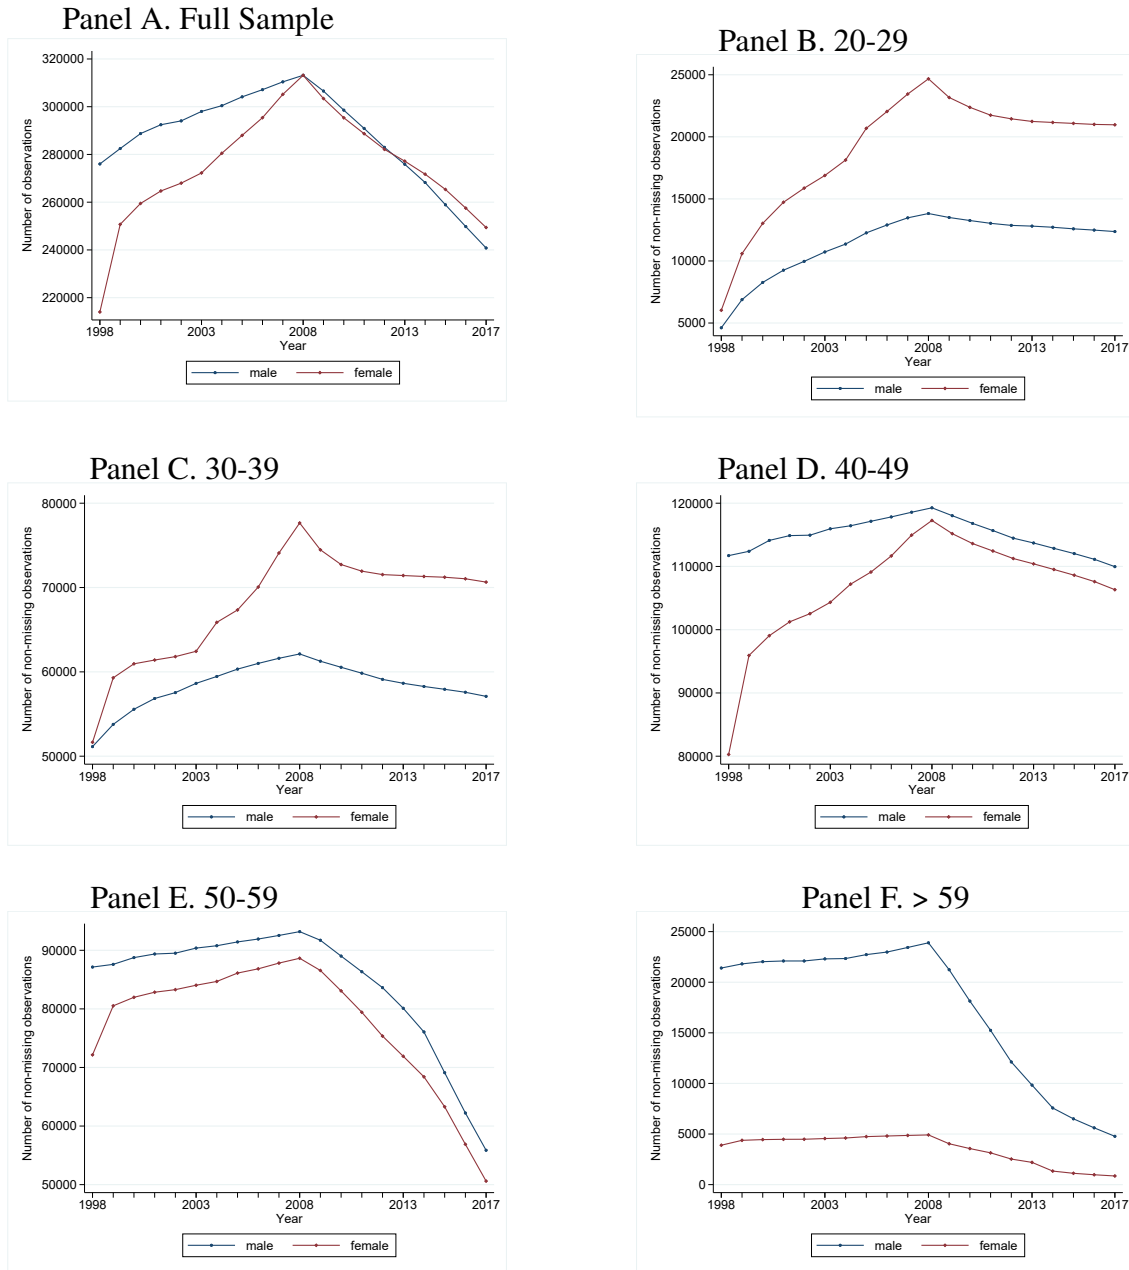 Panel A. Full Sample
Number of observations
320000
300000
280000
260000
240000
220000
1998 2003 2008 2013 2017
Year
male female
Panel B. 20-29
Number of non-missing observations
25000
20000
15000
10000
5000
1998 2003 2008 2013 2017
Year
male female
Panel C. 30-39
Number of non-missing observations
80000
70000
60000
50000
1998 2003 2008 2013 2017
Year
male female
Panel D. 40-49
Number of non-missing observations
120000
110000
100000
90000
80000
1998 2003 2008 2013 2017
Year
male female
Panel E. 50-59
Number of non-missing observations
90000
80000
70000
60000
50000
1998 2003 2008 2013 2017
Year
male female
Panel F. > 59
Number of non-missing observations
25000
20000
15000
10000
5000
0
1998 2003 2008 2013 2017
Year
male female